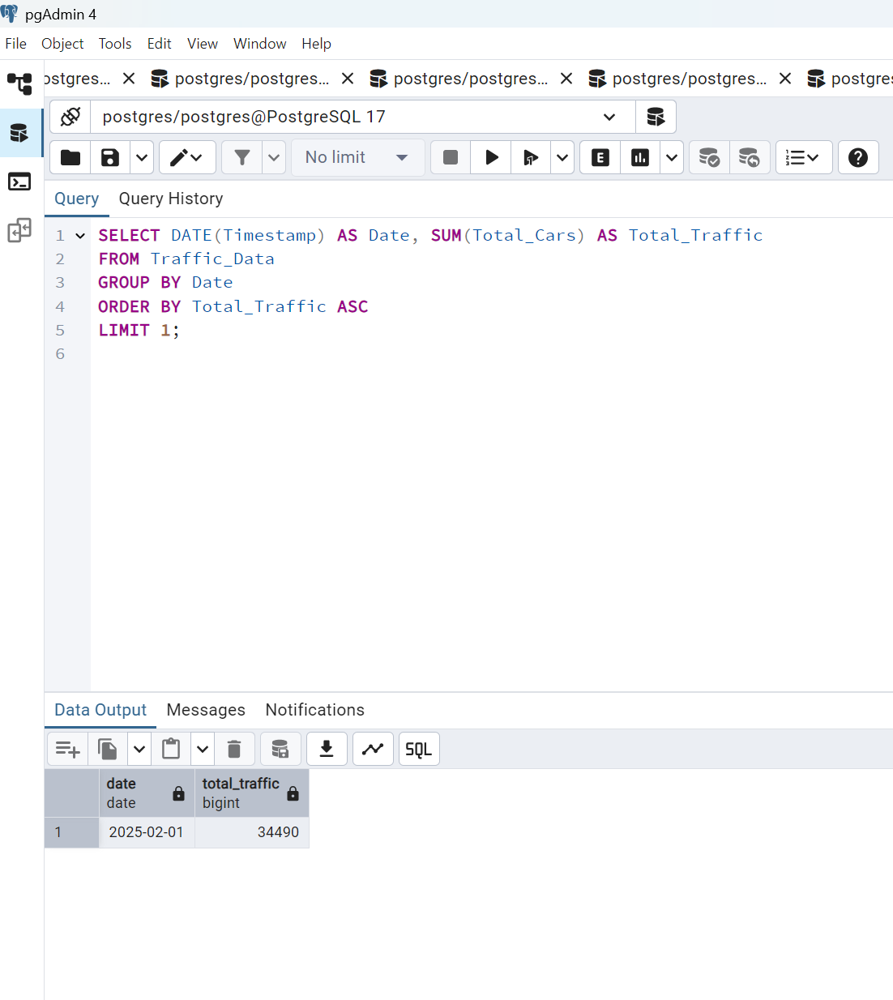 pgAdmin 4
File Object Tools Edit View Window Help
ostgres... postgres/postgres... postgres/postgres... postgres/postgres... postgre
postgres/postgres@PostgreSQL 17
No limit E
Query Query History
1 SELECT DATE(Timestamp) AS Date, SUM(Total_Cars) AS Total_Traffic
2 FROM Traffic_Data
3 GROUP BY Date
4 ORDER BY Total_Traffic ASC
5 LIMIT 1;
6
Data Output Messages Notifications
SQL
date total_traffic
date bigint
1 2025-02-01 34490